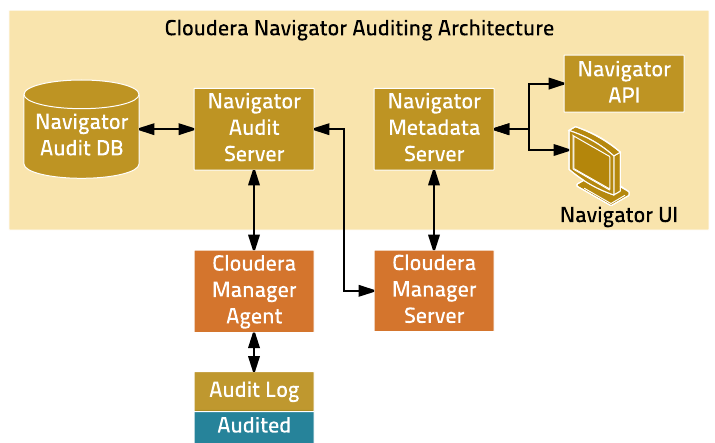 Cloudera Navigator Auditing Architecture
Navigator
Audit DB
Navigator
Audit
Server
Navigator
Metadata
Server
Navigator
API
Navigator UI
Cloudera
Manager
Agent
Cloudera
Manager
Server
Audit Log
Audited